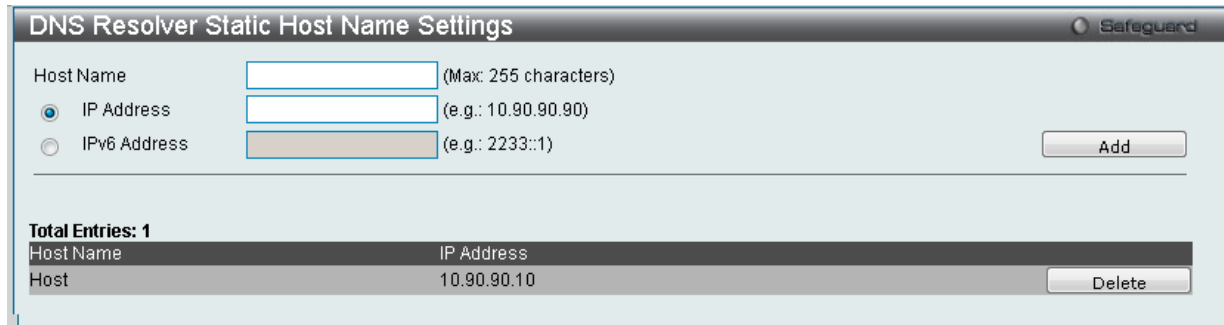 DNS Resolver Static Host Name Settings
Safeguard
Host Name (Max: 255 characters)
IP Address (e.g.: 10.90.90.90)
IPv6 Address (e.g.: 2233::1) Add
Total Entries: 1
Host Name IP Address
Host 10.90.90.10 Delete